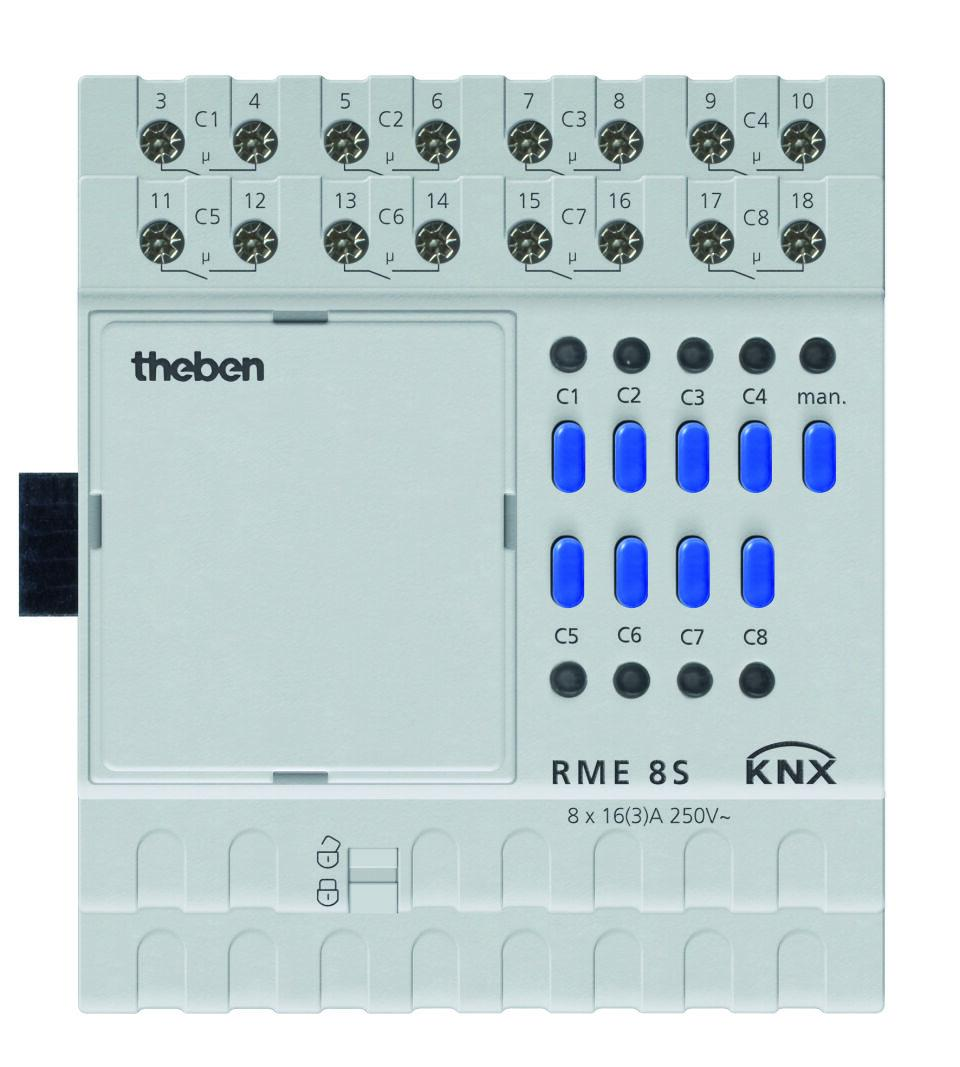 3 C1 4 5 C2 6 7 C3 8 9 C4 10
µ µ µ µ
11 C5 12 13 C6 14 15 C7 16 17 C8 18
µ µ µ µ
theben
C1 C2 C3 C4 man.
C5 C6 C7 C8
RME 8S KNX
8 x 16(3)A 250V~